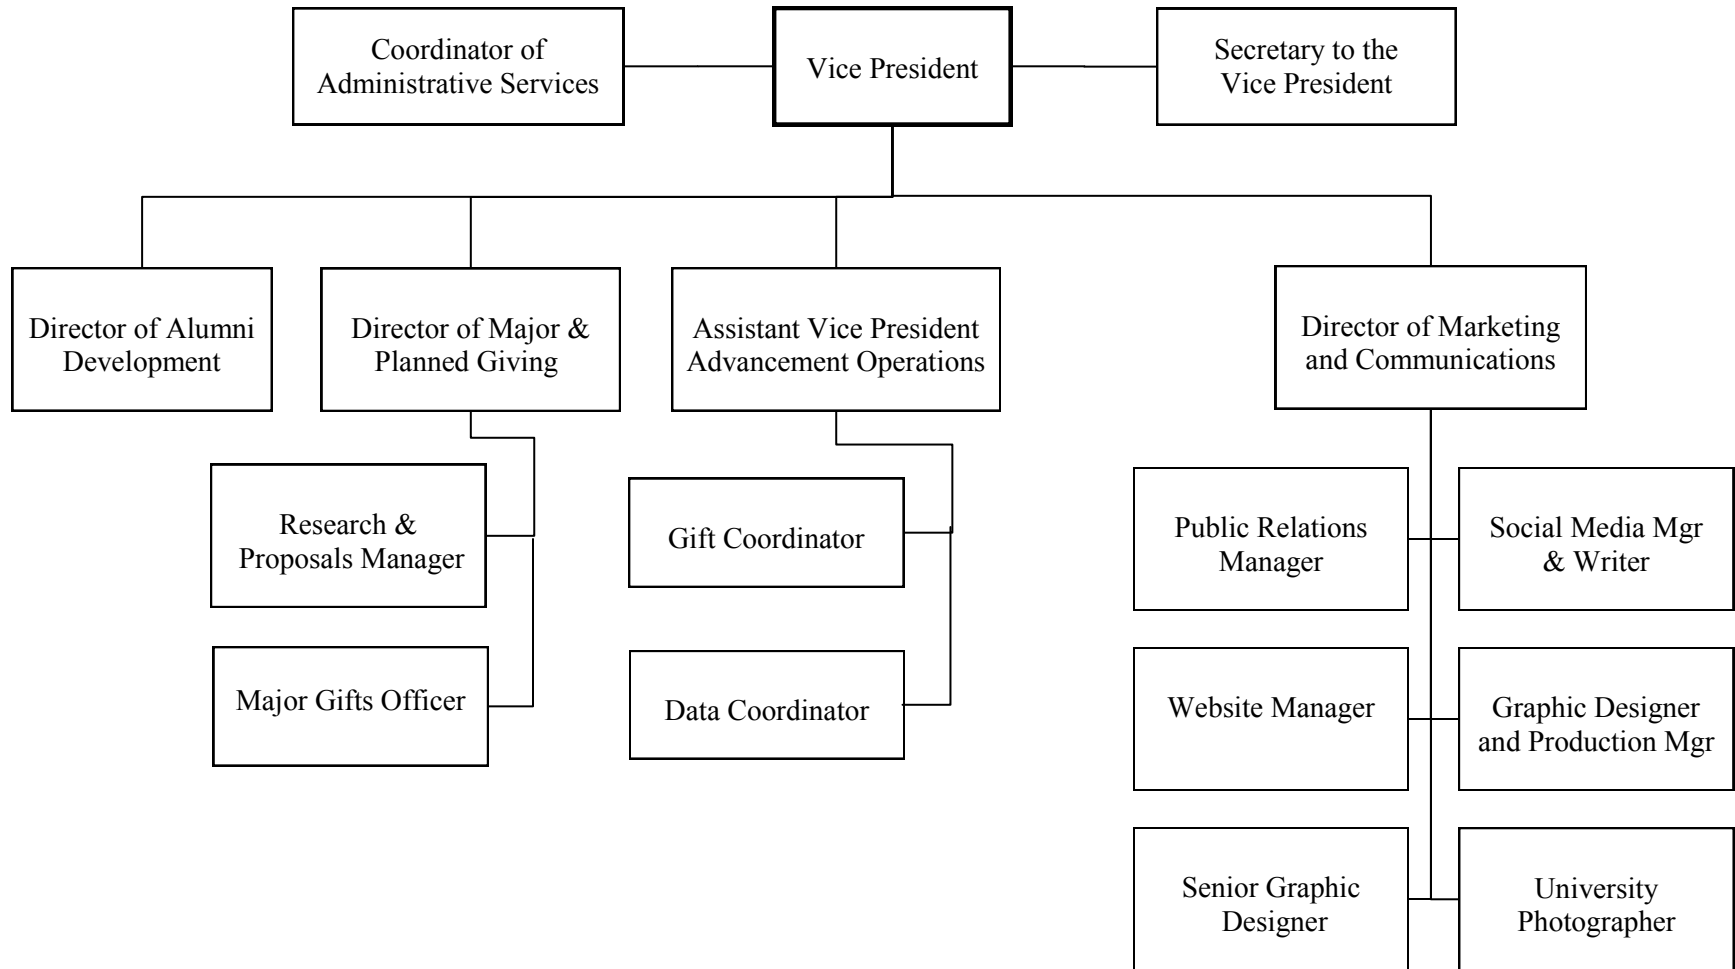 Coordinator of
Administrative Services
Vice President
Secretary to the
Vice President
Director of Alumni
Development
Director of Major &
Planned Giving
Assistant Vice President
Advancement Operations
Director of Marketing
and Communications
Research &
Proposals Manager
Major Gifts Officer
Gift Coordinator
Data Coordinator
Public Relations
Manager
Social Media Mgr
& Writer
Website Manager
Graphic Designer
and Production Mgr
Senior Graphic
Designer
University
Photographer